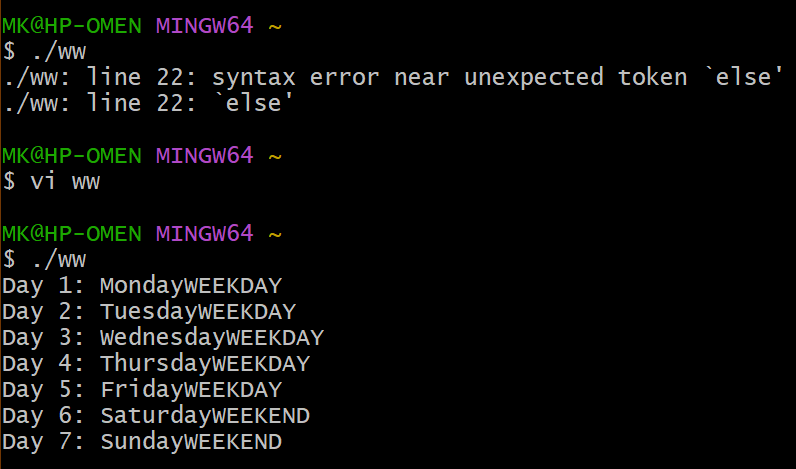 MK@HP-OMEN MINGW64 ~
$ ./ww
./ww: line 22: syntax error near unexpected token `else'
./ww: line 22: `else'
MK@HP-OMEN MINGW64 ~
$ vi ww
MK@HP-OMEN MINGW64 ~
$ ./ww
Day 1: MondayWEEKDAY
Day 2: TuesdayWEEKDAY
Day 3: WednesdayWEEKDAY
Day 4: ThursdayWEEKDAY
Day 5: FridayWEEKDAY
Day 6: SaturdayWEEKEND
Day 7: SundayWEEKEND